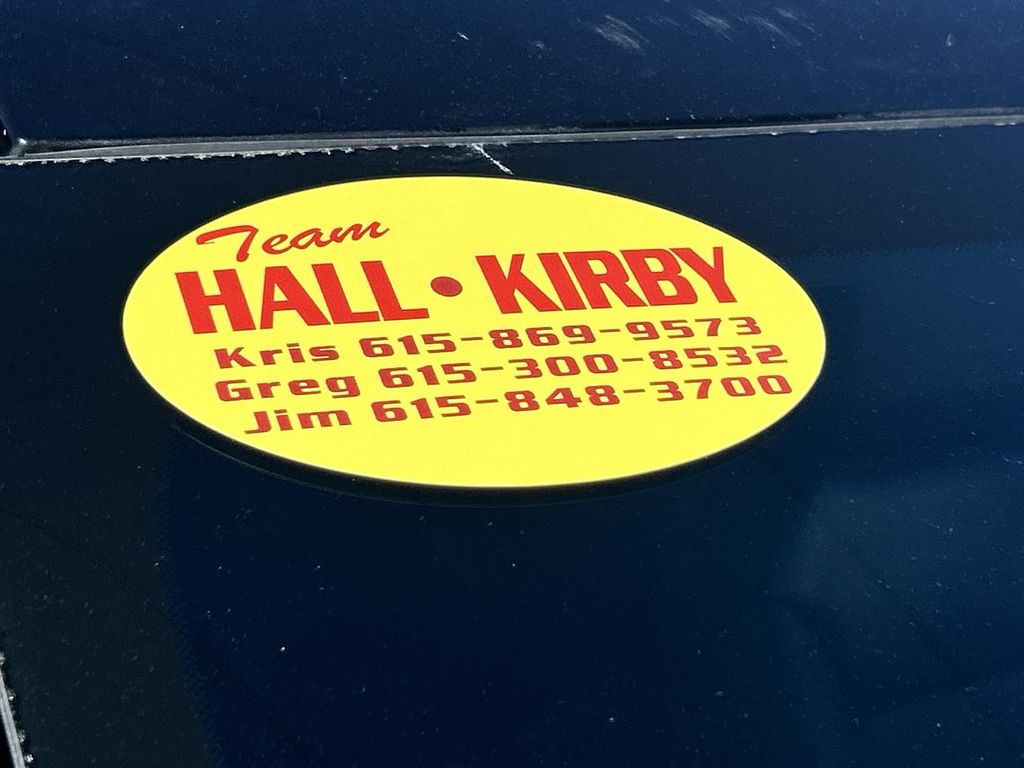 Team
HALL • KIRBY
Kris 615-869-9573
Greg 615-300-8532
Jim 615-848-3700